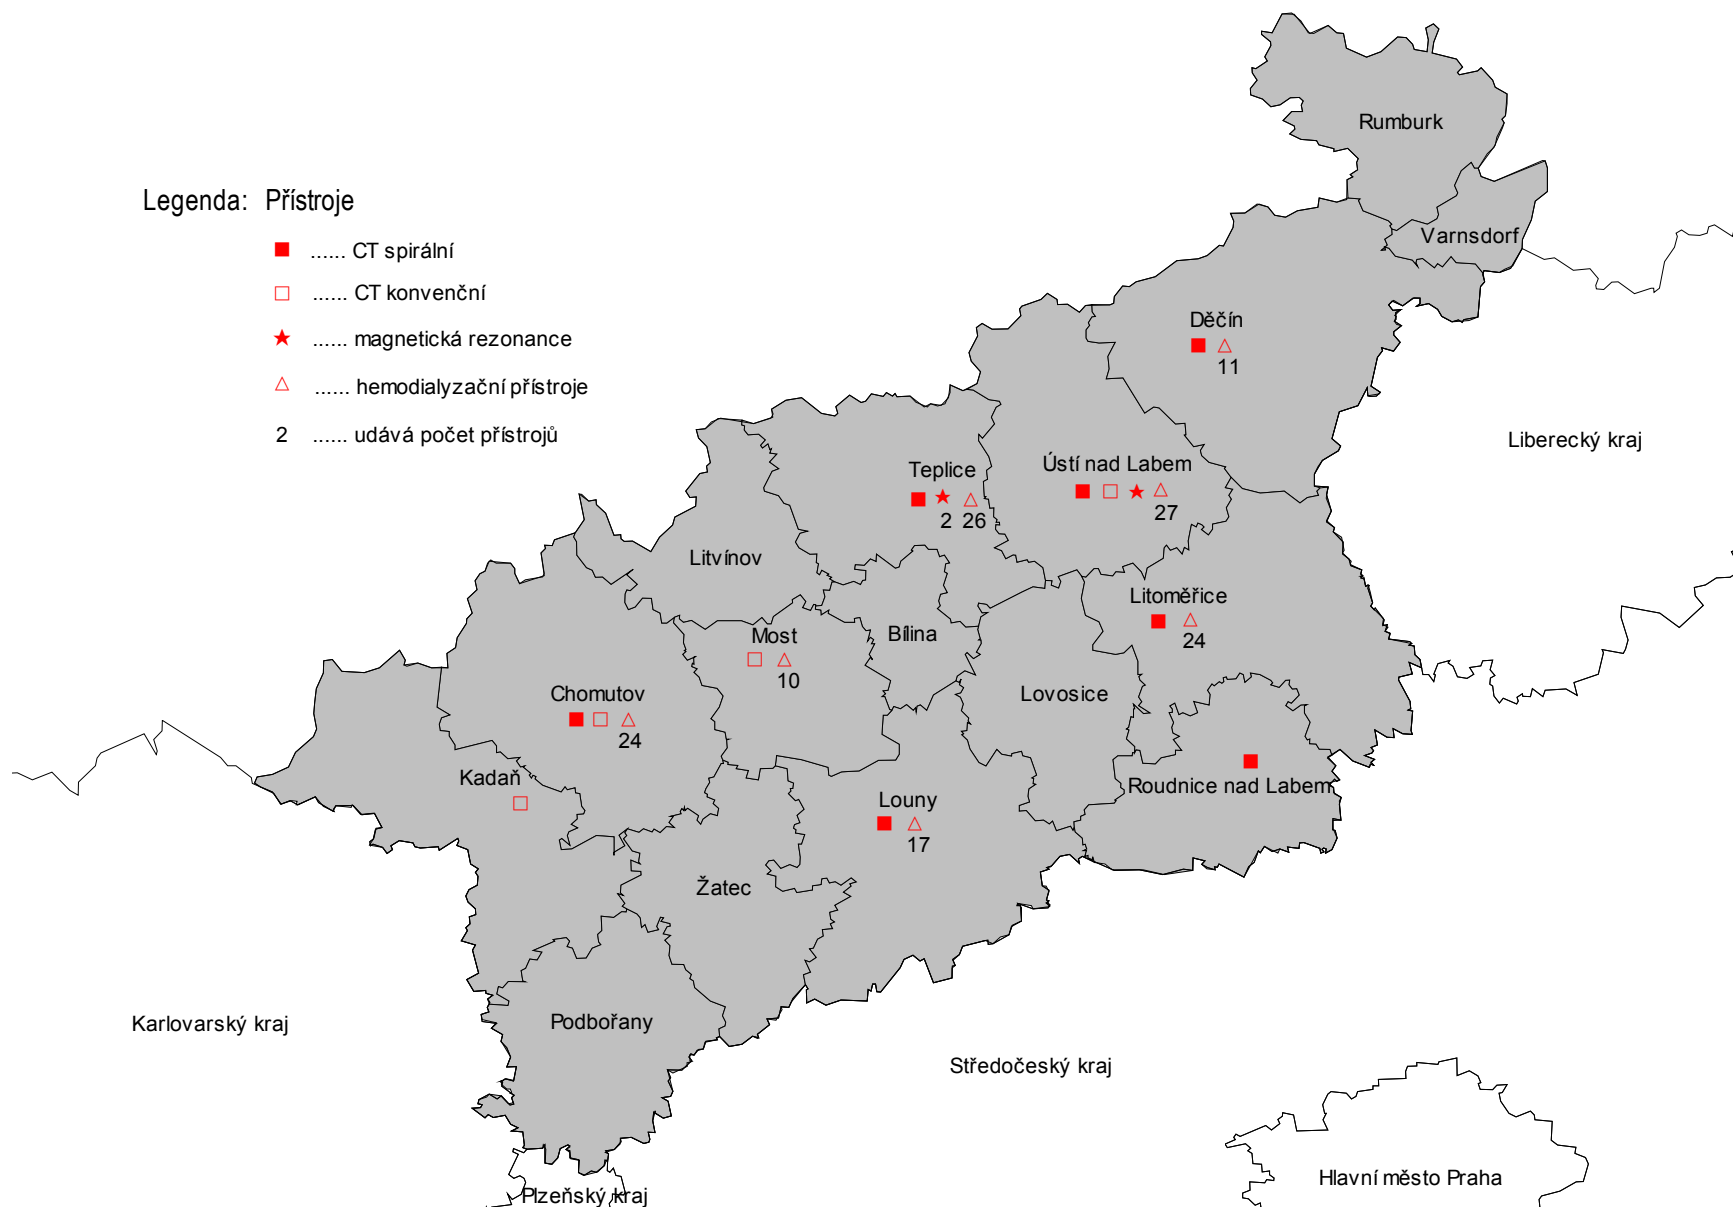 Legenda: Přístroje
...... CT spirální
...... CT konvenční
...... magnetická rezonance
...... hemodialyzační přístroje
2 ...... udává počet přístrojů
Rumburk
Varnsdorf
Děčín
11
Liberecký kraj
Teplice
2 26
Ústí nad Labem
27
Litvínov
Bílina
Litoměřice
24
Most
10
Chomutov
24
Lovosice
Kadaň
Roudnice nad Labem
Louny
17
Žatec
Podbořany
Karlovarský kraj
Středočeský kraj
Plzeňský kraj
Hlavní město Praha